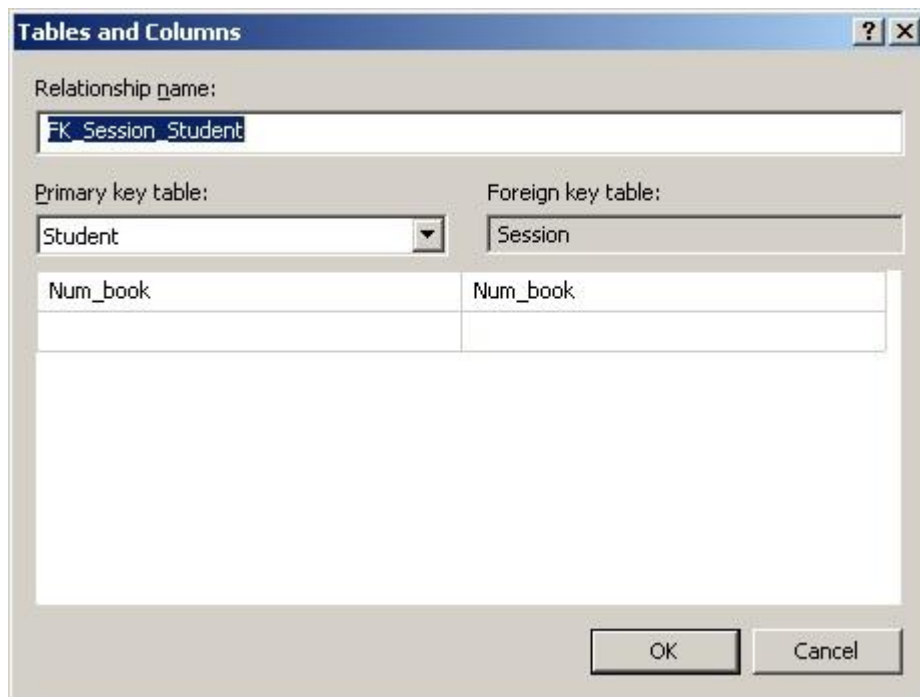 Tables and Columns
Relationship name:
FK_Session_Student
Primary key table:
Foreign key table:
Student
Session
Num_book
Num_book
OK
Cancel